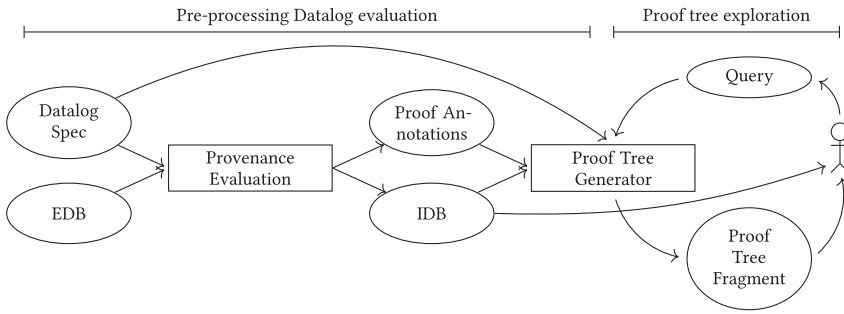 Pre-processing Datalog evaluation
Proof tree exploration
Datalog
Spec
EDB
Provenance
Evaluation
Proof An-
notations
IDB
Proof Tree
Generator
Query
Proof
Tree
Fragment